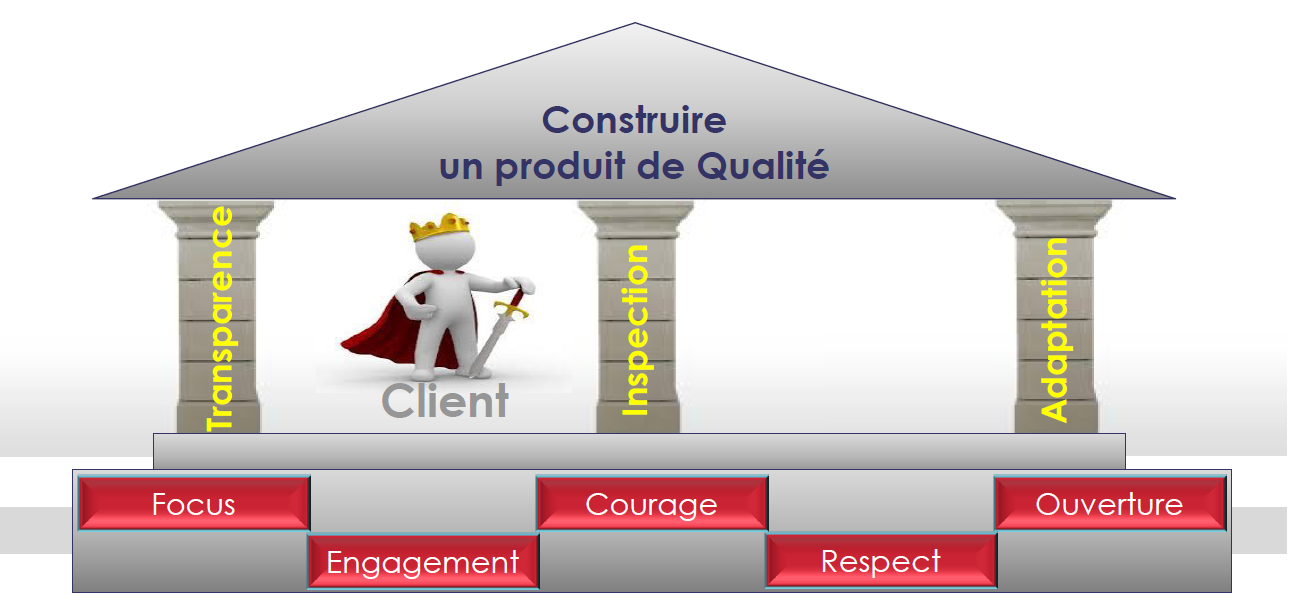 Construire
un produit de Qualité
Transparence
Client
Inspection
Adaptation
Focus
Courage
Ouverture
Engagement
Respect